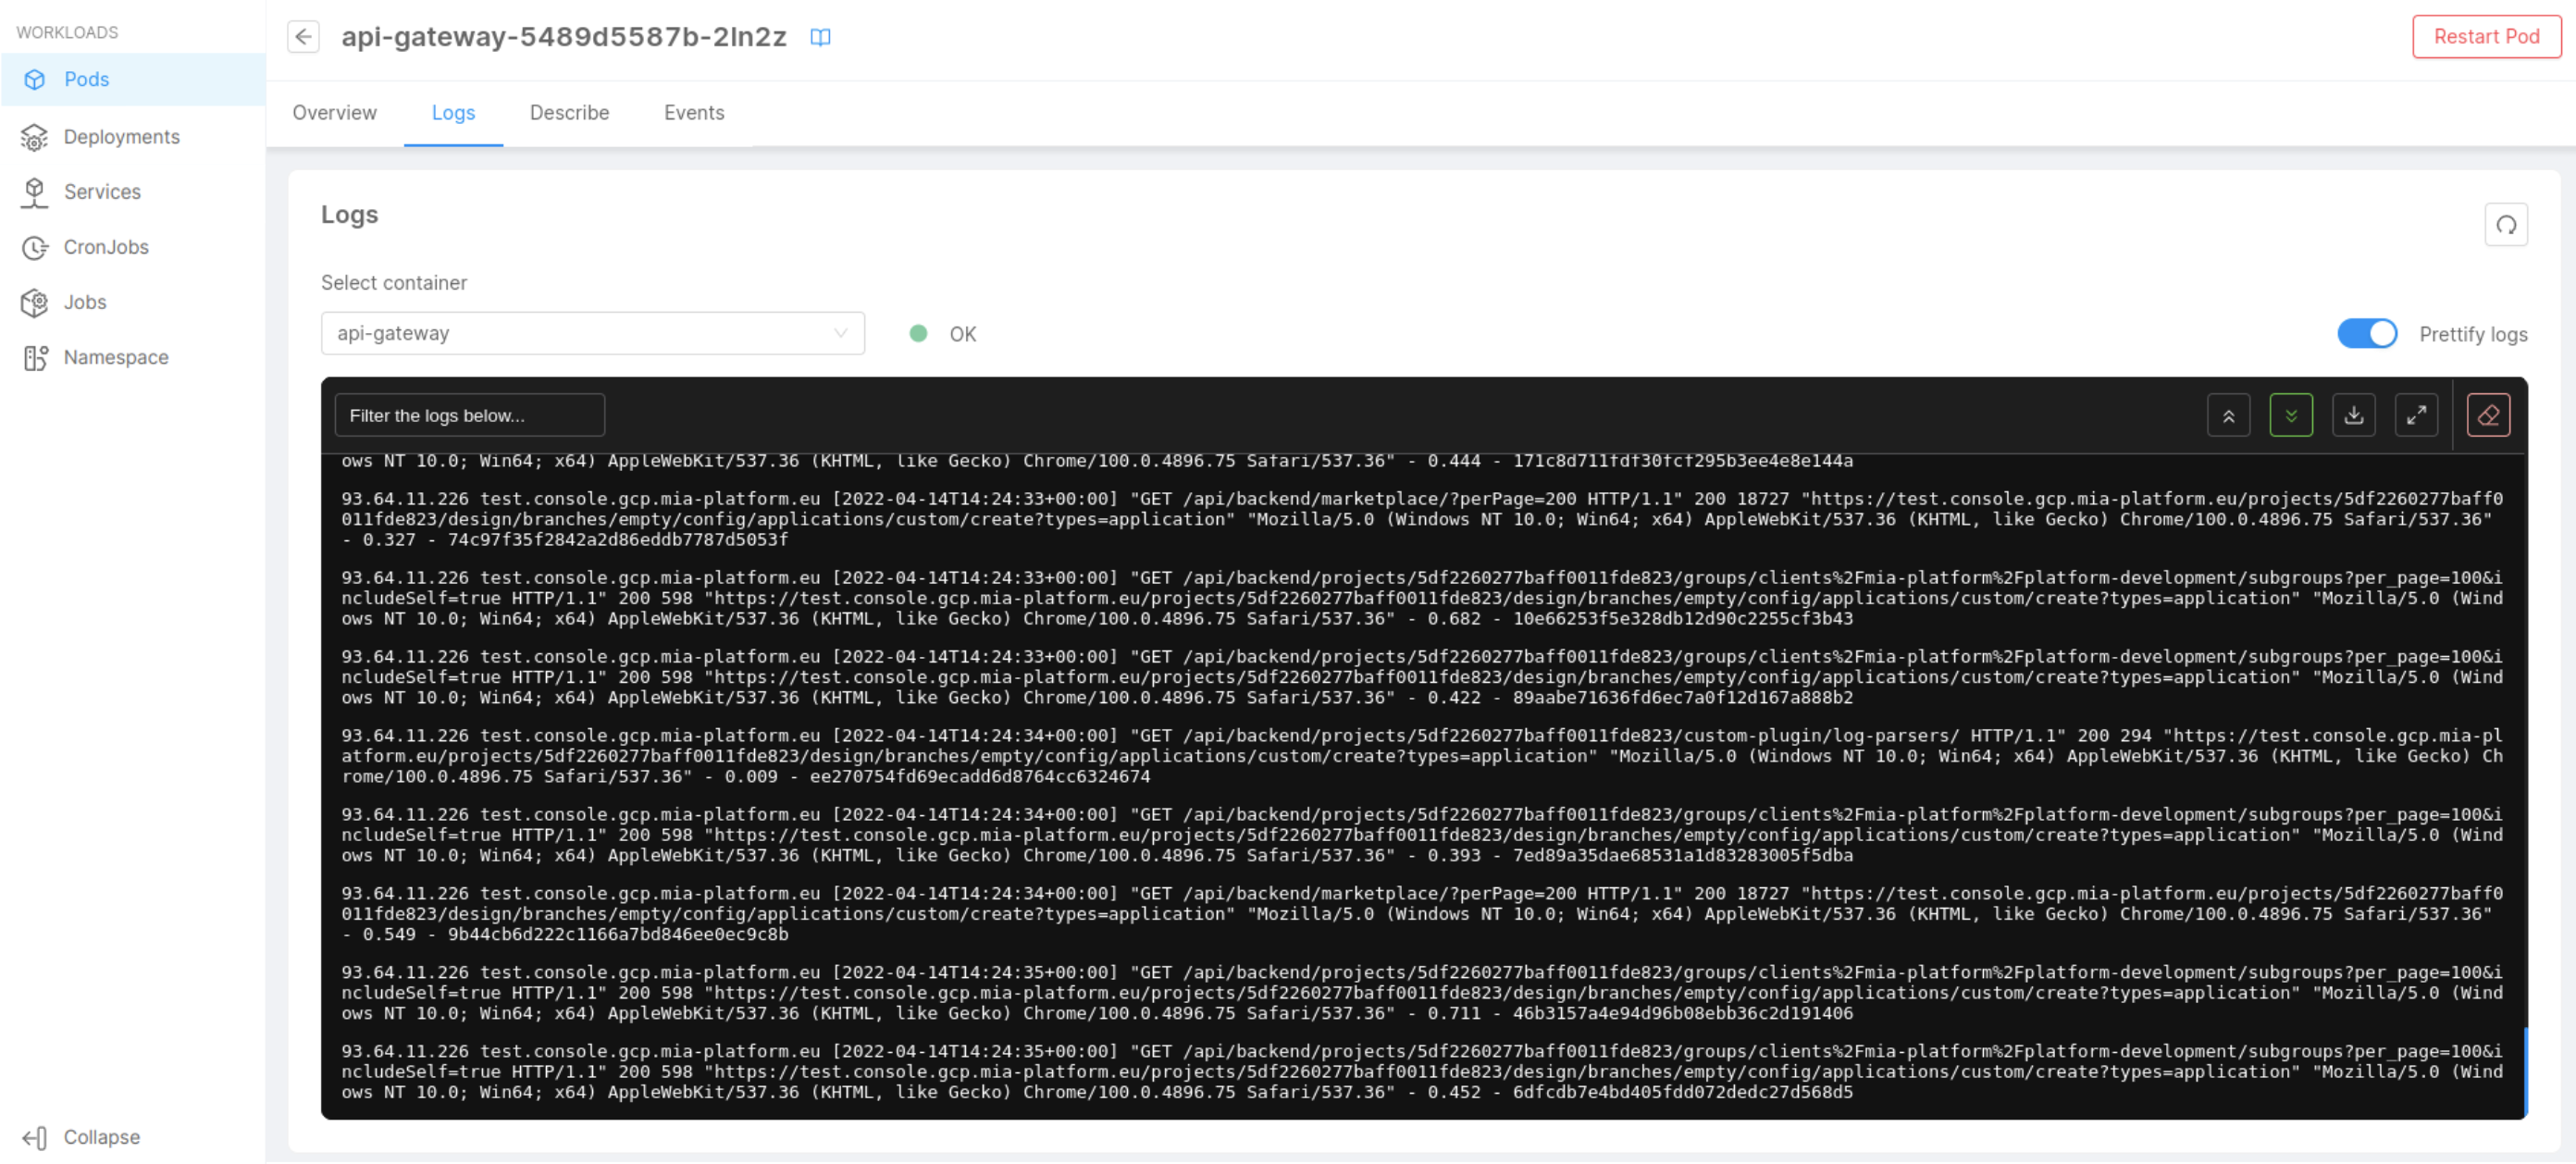 WORKLOADS
Pods
Deployments
Services
CronJobs
Jobs
Namespace
Collapse
api-gateway-5489d5587b-2ln2z
Restart Pod
Overview
Logs
Describe
Events
Logs
Select container
api-gateway
OK
Prettify logs
Filter the logs below...
ows NT 10.0; Win64; x64) AppleWebKit/537.36 (KHTML, like Gecko) Chrome/100.0.4896.75 Safari/537.36" - 0.444 - 171c8d711fdf30fcf295b3ee4e8e144a
93.64.11.226 test.console.gcp.mia-platform.eu [2022-04-14T14:24:33+00:00] "GET /api/backend/marketplace/?perPage=200 HTTP/1.1" 200 18727 "https://test.console.gcp.mia-platform.eu/projects/5df2260277baff0
011fde823/design/branches/empty/config/applications/custom/create?types=application" "Mozilla/5.0 (Windows NT 10.0; Win64; x64) AppleWebKit/537.36 (KHTML, like Gecko) Chrome/100.0.4896.75 Safari/537.36"
- 0.327 - 74c97f35f2842a2d86eddb7787d5053f
93.64.11.226 test.console.gcp.mia-platform.eu [2022-04-14T14:24:33+00:00] "GET /api/backend/projects/5df2260277baff0011fde823/groups/clients%2Fmia-platform%2Fplatform-development/subgroups?per_page=100&i
ncludeSelf=true HTTP/1.1" 200 598 "https://test.console.gcp.mia-platform.eu/projects/5df2260277baff0011fde823/design/branches/empty/config/applications/custom/create?types=application" "Mozilla/5.0 (Wind
ows NT 10.0; Win64; x64) AppleWebKit/537.36 (KHTML, like Gecko) Chrome/100.0.4896.75 Safari/537.36" - 0.682 - 10e66253f5e328db12d90c2255cf3b43
93.64.11.226 test.console.gcp.mia-platform.eu [2022-04-14T14:24:33+00:00] "GET /api/backend/projects/5df2260277baff0011fde823/groups/clients%2Fmia-platform%2Fplatform-development/subgroups?per_page=100&i
ncludeSelf=true HTTP/1.1" 200 598 "https://test.console.gcp.mia-platform.eu/projects/5df2260277baff0011fde823/design/branches/empty/config/applications/custom/create?types=application" "Mozilla/5.0 (Wind
ows NT 10.0; Win64; x64) AppleWebKit/537.36 (KHTML, like Gecko) Chrome/100.0.4896.75 Safari/537.36" - 0.422 - 89aabe71636fd6ec7a0f12d167a888b2
93.64.11.226 test.console.gcp.mia-platform.eu [2022-04-14T14:24:34+00:00] "GET /api/backend/projects/5df2260277baff0011fde823/custom-plugin/log-parsers/ HTTP/1.1" 200 294 "https://test.console.gcp.mia-pl
atform.eu/projects/5df2260277baff0011fde823/design/branches/empty/config/applications/custom/create?types=application" "Mozilla/5.0 (Windows NT 10.0; Win64; x64) AppleWebKit/537.36 (KHTML, like Gecko) Ch
rome/100.0.4896.75 Safari/537.36" - 0.009 - ee270754fd69ecadd6d8764cc6324674
93.64.11.226 test.console.gcp.mia-platform.eu [2022-04-14T14:24:34+00:00] "GET /api/backend/projects/5df2260277baff0011fde823/groups/clients%2Fmia-platform%2Fplatform-development/subgroups?per_page=100&i
ncludeSelf=true HTTP/1.1" 200 598 "https://test.console.gcp.mia-platform.eu/projects/5df2260277baff0011fde823/design/branches/empty/config/applications/custom/create?types=application" "Mozilla/5.0 (Wind
ows NT 10.0; Win64; x64) AppleWebKit/537.36 (KHTML, like Gecko) Chrome/100.0.4896.75 Safari/537.36" - 0.393 - 7ed89a35dae68531a1d83283005f5dba
93.64.11.226 test.console.gcp.mia-platform.eu [2022-04-14T14:24:34+00:00] "GET /api/backend/marketplace/?perPage=200 HTTP/1.1" 200 18727 "https://test.console.gcp.mia-platform.eu/projects/5df2260277baff0
011fde823/design/branches/empty/config/applications/custom/create?types=application" "Mozilla/5.0 (Windows NT 10.0; Win64; x64) AppleWebKit/537.36 (KHTML, like Gecko) Chrome/100.0.4896.75 Safari/537.36"
- 0.549 - 9b44cb6d222c1166a7bd846ee0ec9c8b
93.64.11.226 test.console.gcp.mia-platform.eu [2022-04-14T14:24:35+00:00] "GET /api/backend/projects/5df2260277baff0011fde823/groups/clients%2Fmia-platform%2Fplatform-development/subgroups?per_page=100&i
ncludeSelf=true HTTP/1.1" 200 598 "https://test.console.gcp.mia-platform.eu/projects/5df2260277baff0011fde823/design/branches/empty/config/applications/custom/create?types=application" "Mozilla/5.0 (Wind
ows NT 10.0; Win64; x64) AppleWebKit/537.36 (KHTML, like Gecko) Chrome/100.0.4896.75 Safari/537.36" - 0.711 - 46b3157a4e94d96b08ebb36c2d191406
93.64.11.226 test.console.gcp.mia-platform.eu [2022-04-14T14:24:35+00:00] "GET /api/backend/projects/5df2260277baff0011fde823/groups/clients%2Fmia-platform%2Fplatform-development/subgroups?per_page=100&i
ncludeSelf=true HTTP/1.1" 200 598 "https://test.console.gcp.mia-platform.eu/projects/5df2260277baff0011fde823/design/branches/empty/config/applications/custom/create?types=application" "Mozilla/5.0 (Wind
ows NT 10.0; Win64; x64) AppleWebKit/537.36 (KHTML, like Gecko) Chrome/100.0.4896.75 Safari/537.36" - 0.452 - 6dfcdb7e4bd405fdd072dedc27d568d5